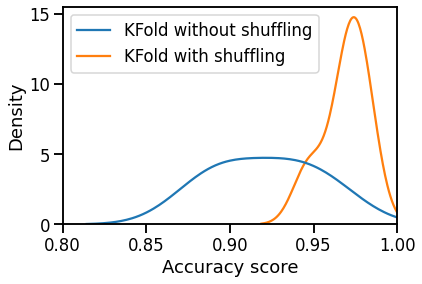 15
KFold without shuffling
KFold with shuffling
10
Density
5
0
0.80 0.85 0.90 0.95 1.00
Accuracy score